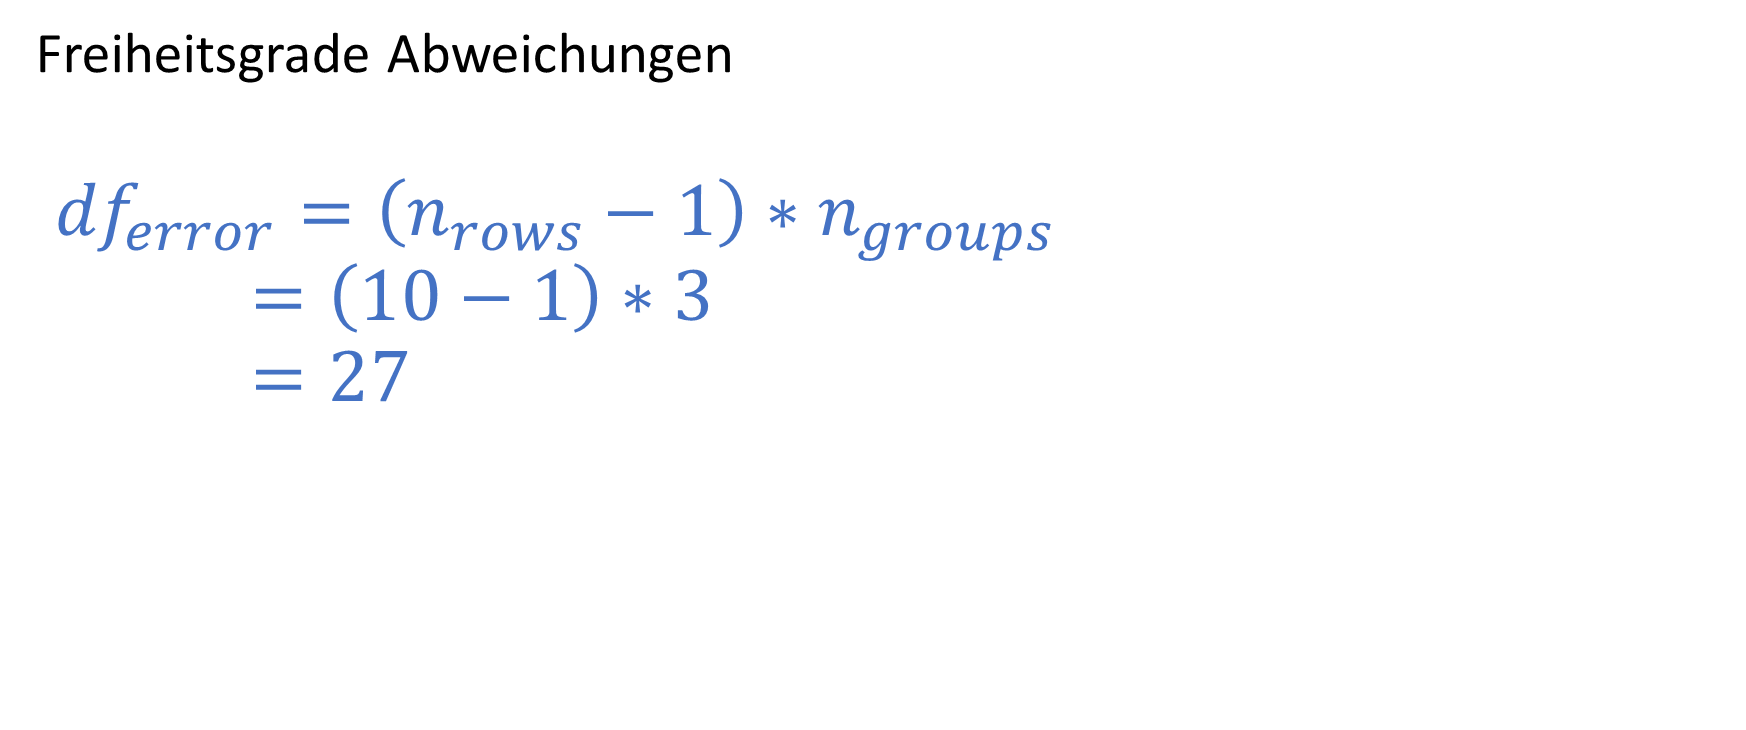 Freiheitsgrade Abweichungen
df_error = (n_rows − 1) ∗ n_groups
= (10 − 1) ∗ 3
= 27